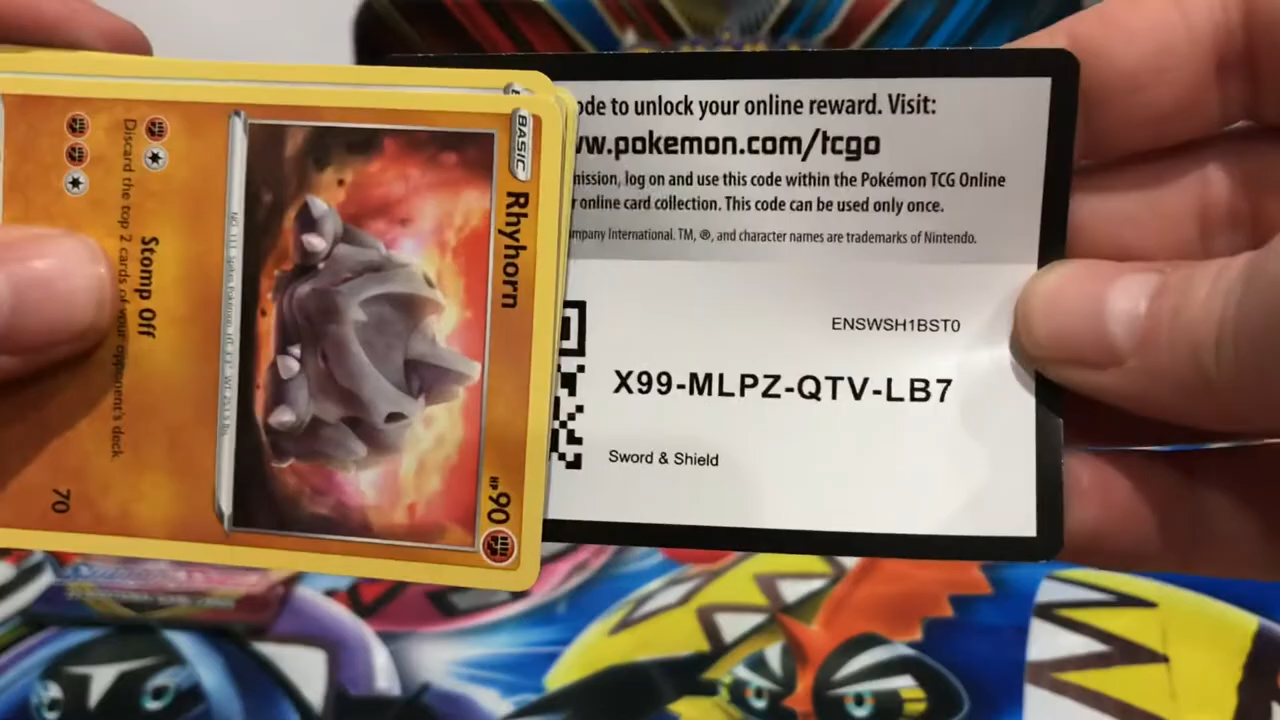 ode to unlock your online reward. Visit:
w.pokemon.com/tcgo
mission, log on and use this code within the Pokémon TCG Online
online card collection. This code can be used only once.
mpany International. TM, ®, and character names are trademarks of Nintendo.
ENSWSH1BST0
X99-MLPZ-QTV-LB7
Sword & Shield
BASIC
Rhyhorn
HP 90
Stomp Off
Discard the top 2 cards of your opponent's deck.
70